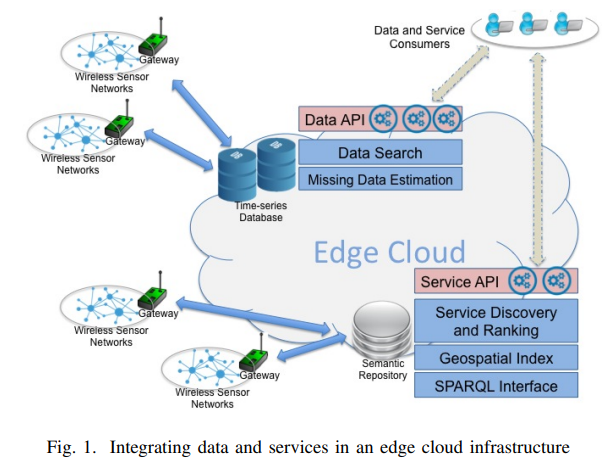 Data and Service
Consumers
Gateway
Wireless Sensor
Networks
Gateway
Wireless Sensor
Networks
Data API
Data Search
Missing Data Estimation
Time-series
Database
Edge Cloud
Service API
Service Discovery
and Ranking
Geospatial Index
SPARQL Interface
Semantic
Repository
Gateway
Wireless Sensor
Networks
Gateway
Wireless Sensor
Networks
Fig. 1. Integrating data and services in an edge cloud infrastructure